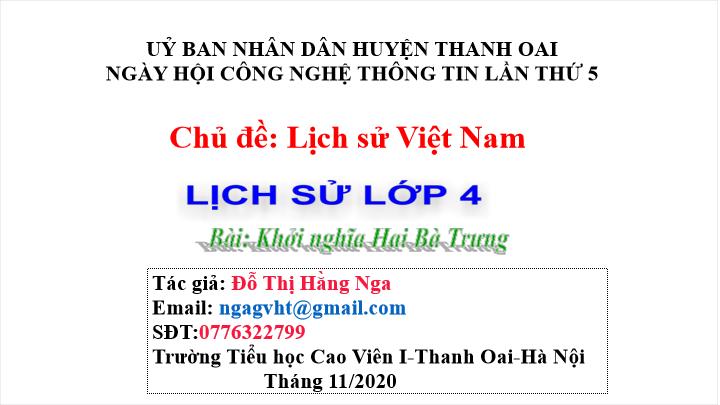 UỶ BAN NHÂN DÂN HUYỆN THANH OAI
NGÀY HỘI CÔNG NGHỆ THÔNG TIN LẦN THỨ 5
Chủ đề: Lịch sử Việt Nam
LỊCH SỬ LỚP 4
Bài: Khởi nghĩa Hai Bà Trưng
Tác giả: Đỗ Thị Hằng Nga
Email: ngagvht@gmail.com
SĐT:0776322799
Trường Tiểu học Cao Viên I-Thanh Oai-Hà Nội
Tháng 11/2020